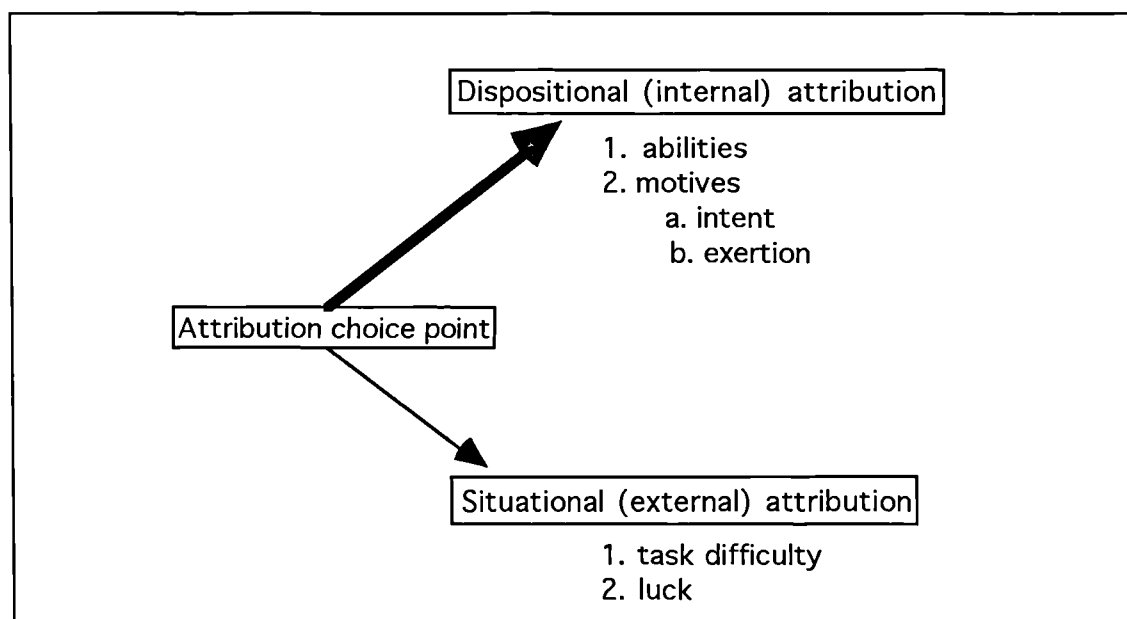 Dispositional (internal) attribution
1. abilities
2. motives
a. intent
b. exertion
Attribution choice point
Situational (external) attribution
1. task difficulty
2. luck